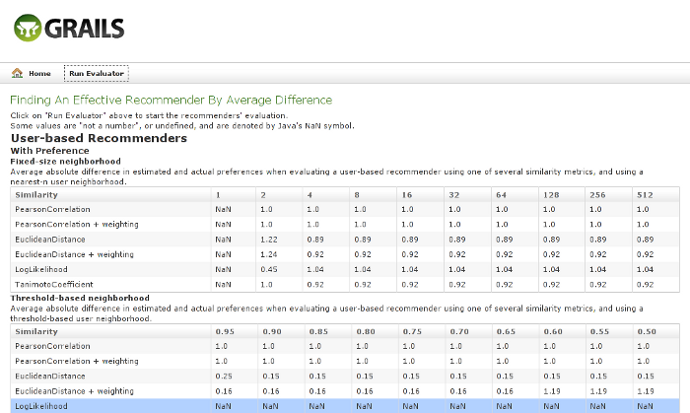 GRAILS
Home Run Evaluator
Finding An Effective Recommender By Average Difference
Click on "Run Evaluator" above to start the recommenders' evaluation.
Some values are "not a number", or undefined, and are denoted by Java's NaN symbol.
User-based Recommenders
With Preference
Fixed-size neighborhood
Average absolute difference in estimated and actual preferences when evaluating a user-based recommender using one of several similarity metrics, and using a
nearest-n user neighborhood.
Similarity 1 2 4 8 16 32 64 128 256 512
PearsonCorrelation NaN 1.0 1.0 1.0 1.0 1.0 1.0 1.0 1.0 1.0
PearsonCorrelation + weighting NaN 1.0 1.0 1.0 1.0 1.0 1.0 1.0 1.0 1.0
EuclideanDistance NaN 1.22 0.89 0.89 0.89 0.89 0.89 0.89 0.89 0.89
EuclideanDistance + weighting NaN 1.24 0.92 0.92 0.92 0.92 0.92 0.92 0.92 0.92
LogLikelihood NaN 0.45 1.04 1.04 1.04 1.04 1.04 1.04 1.04 1.04
TanimotoCoefficient NaN 1.0 0.92 0.92 0.92 0.92 0.92 0.92 0.92 0.92
Threshold-based neighborhood
Average absolute difference in estimated and actual preferences when evaluating a user-based recommender using one of several similarity metrics, and using a
threshold-based user neighborhood.
Similarity 0.95 0.90 0.85 0.80 0.75 0.70 0.65 0.60 0.55 0.50
PearsonCorrelation 1.0 1.0 1.0 1.0 1.0 1.0 1.0 1.0 1.0 1.0
PearsonCorrelation + weighting 1.0 1.0 1.0 1.0 1.0 1.0 1.0 1.0 1.0 1.0
EuclideanDistance 0.25 0.15 0.15 0.15 0.15 0.15 0.15 0.15 0.15 0.15
EuclideanDistance + weighting 0.16 0.16 0.16 0.16 0.16 0.16 0.16 1.19 1.19 1.19
LogLikelihood NaN NaN NaN NaN NaN NaN NaN NaN NaN NaN